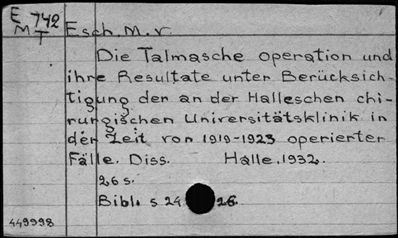 E 742 Esch, M. v.
M
T
Die Talmasche operation und
ihre Resultate unter Berücksich-
tigung der an der Halleschen chi-
rurgischen Universitätsklinik in
der Zeit von 1919-1923 operierter
Fälle. Diss. Halle. 1932.
26 s.
Bibl. s 24 26.
449998